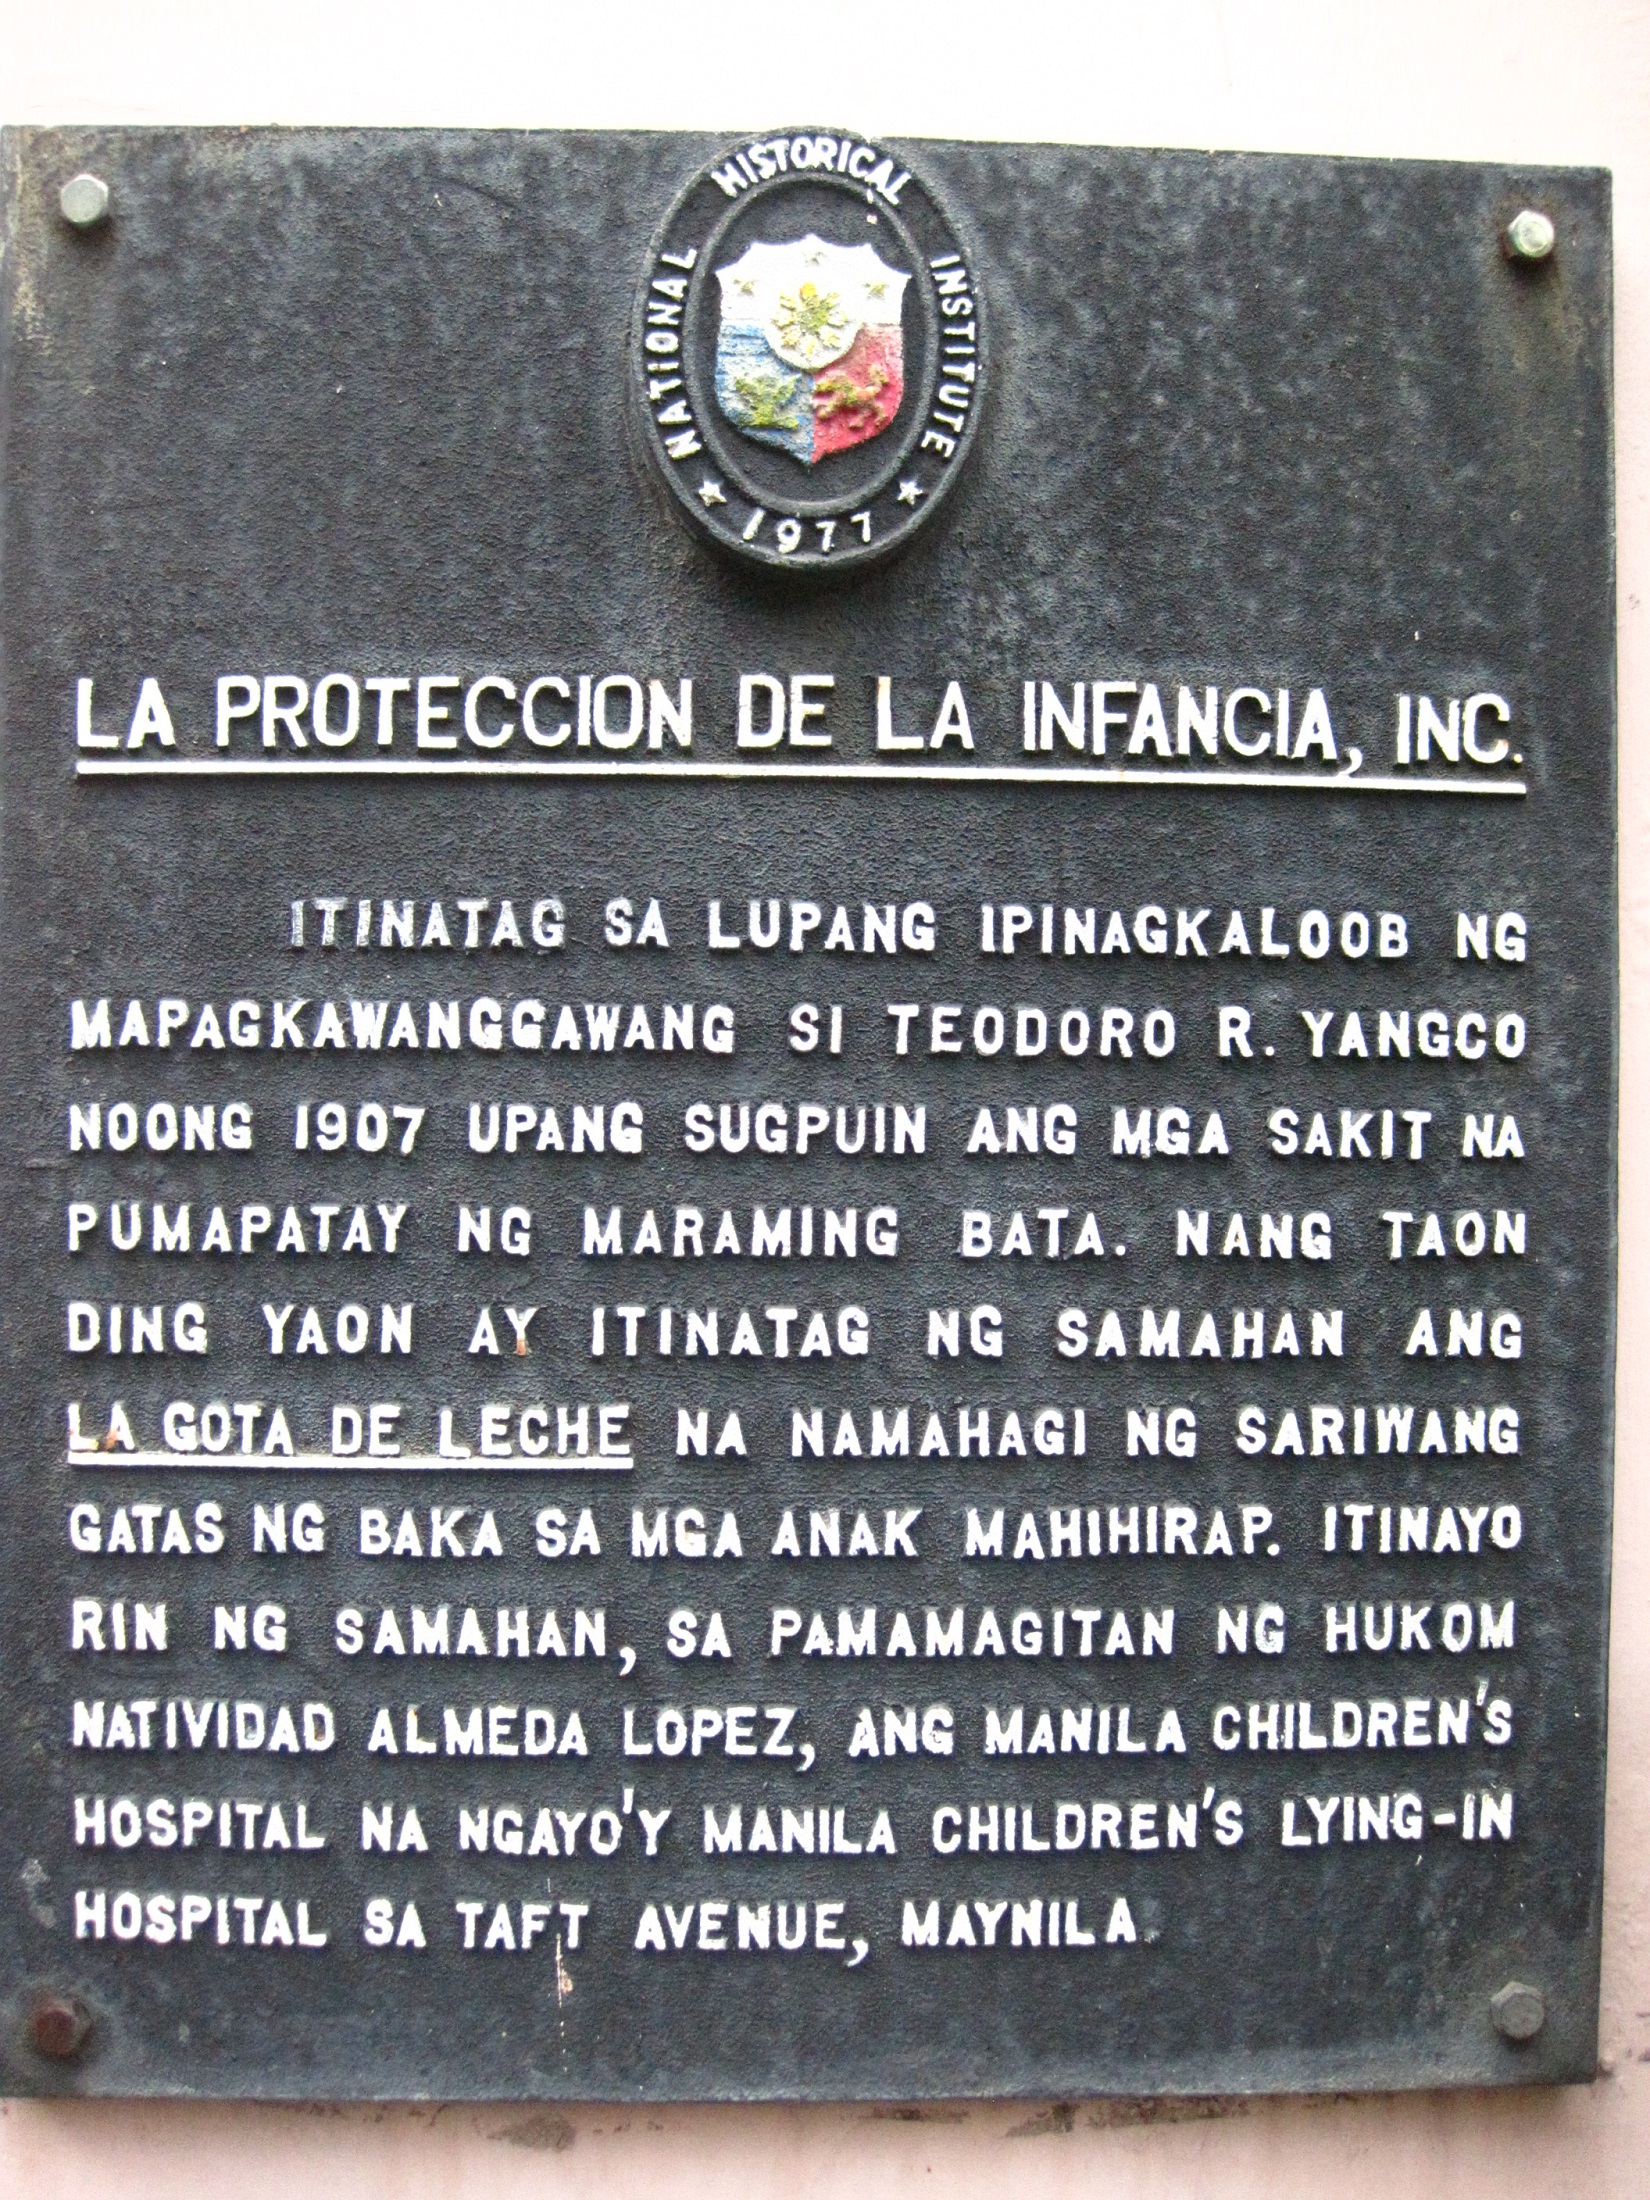 NATIONAL HISTORICAL INSTITUTE
1977
LA PROTECCION DE LA INFANCIA, INC.
ITINATAG SA LUPANG IPINAGKALOOB NG
MAPAGKAWANGGAWANG SI TEODORO R. YANGCO
NOONG 1907 UPANG SUGPUIN ANG MGA SAKIT NA
PUMAPATAY NG MARAMING BATA. NANG TAON
DING YAON AY ITINATAG NG SAMAHAN ANG
LA GOTA DE LECHE NA NAMAHAGI NG SARIWANG
GATAS NG BAKA SA MGA ANAK MAHIHIRAP. ITINAYO
RIN NG SAMAHAN, SA PAMAMAGITAN NG HUKOM
NATIVIDAD ALMEDA LOPEZ, ANG MANILA CHILDREN'S
HOSPITAL NA NGAYO'Y MANILA CHILDREN'S LYING-IN
HOSPITAL SA TAFT AVENUE, MAYNILA.